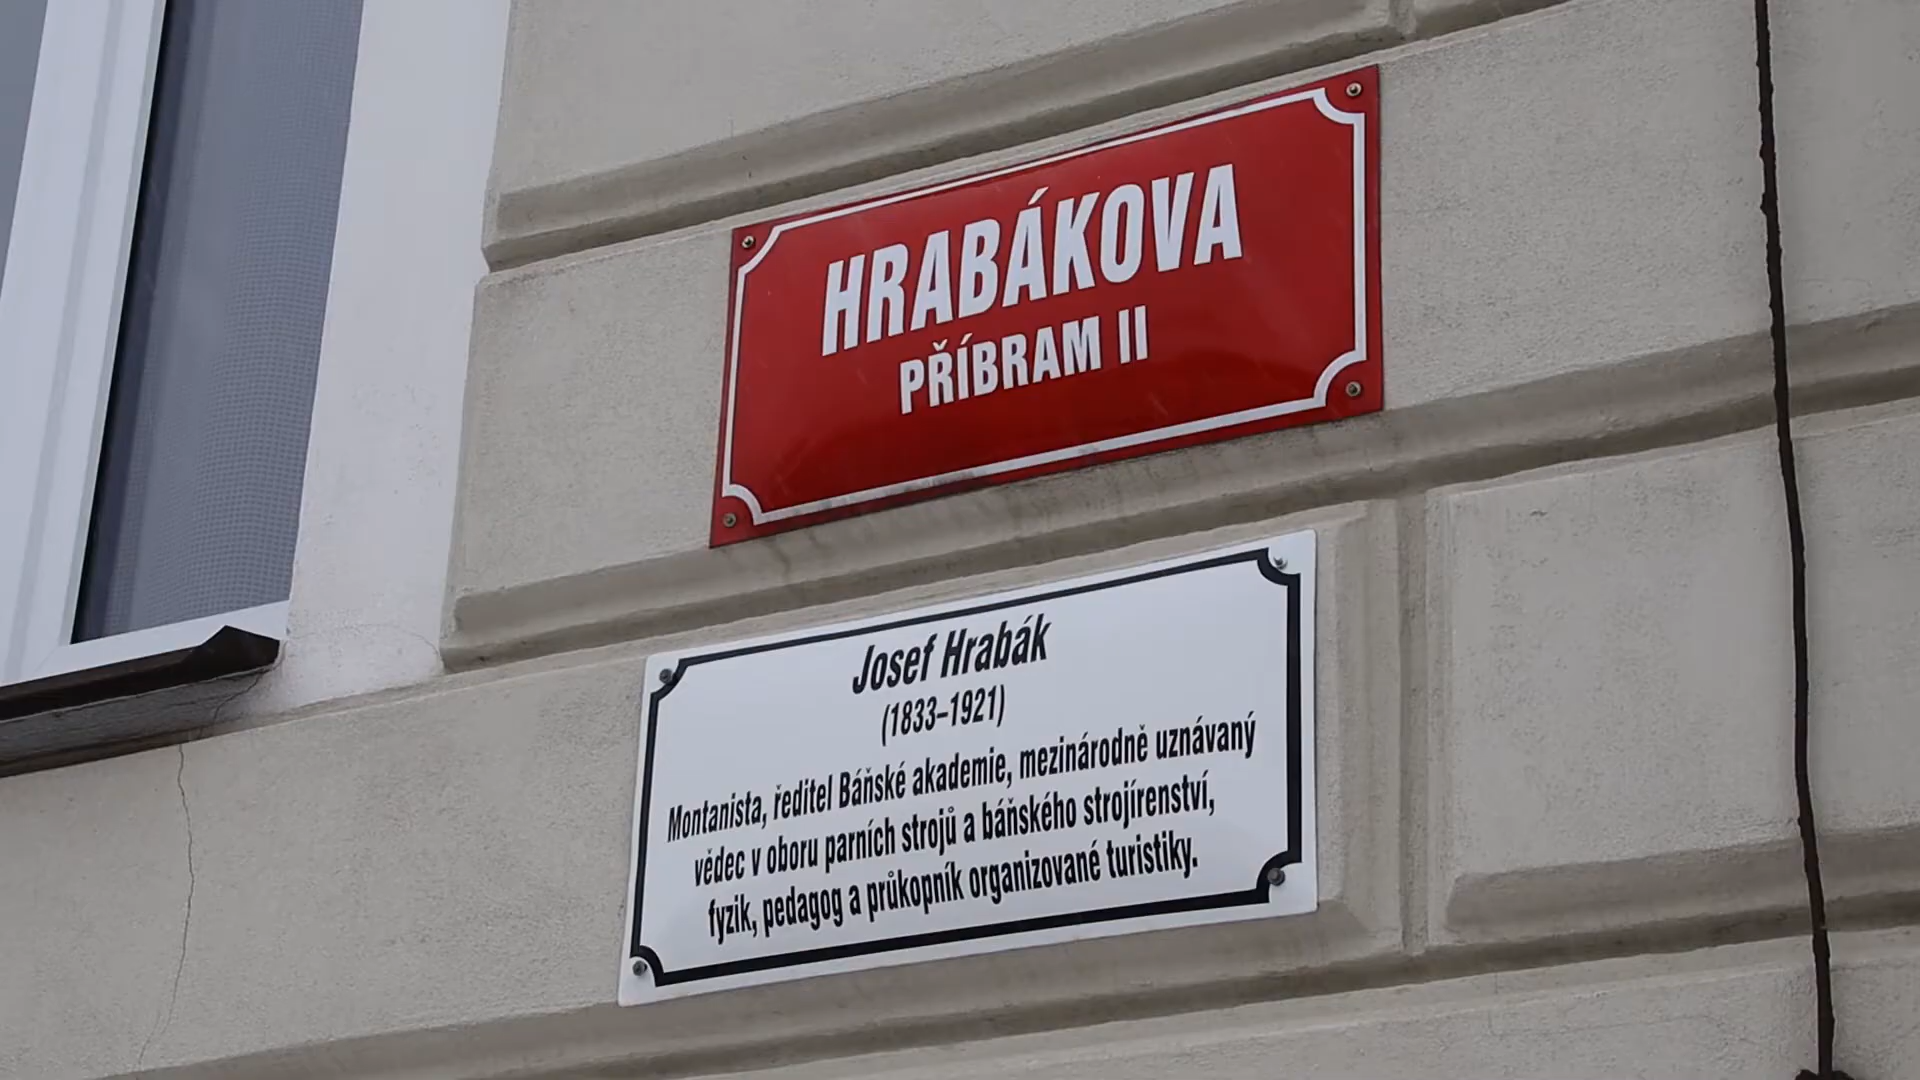 HRABÁKOVA
PŘÍBRAM II
Josef Hrabák
(1833–1921)
Montanista, ředitel Báňské akademie, mezinárodně uznávaný
vědec v oboru parních strojů a báňského strojírenství,
fyzik, pedagog a průkopník organizované turistiky.